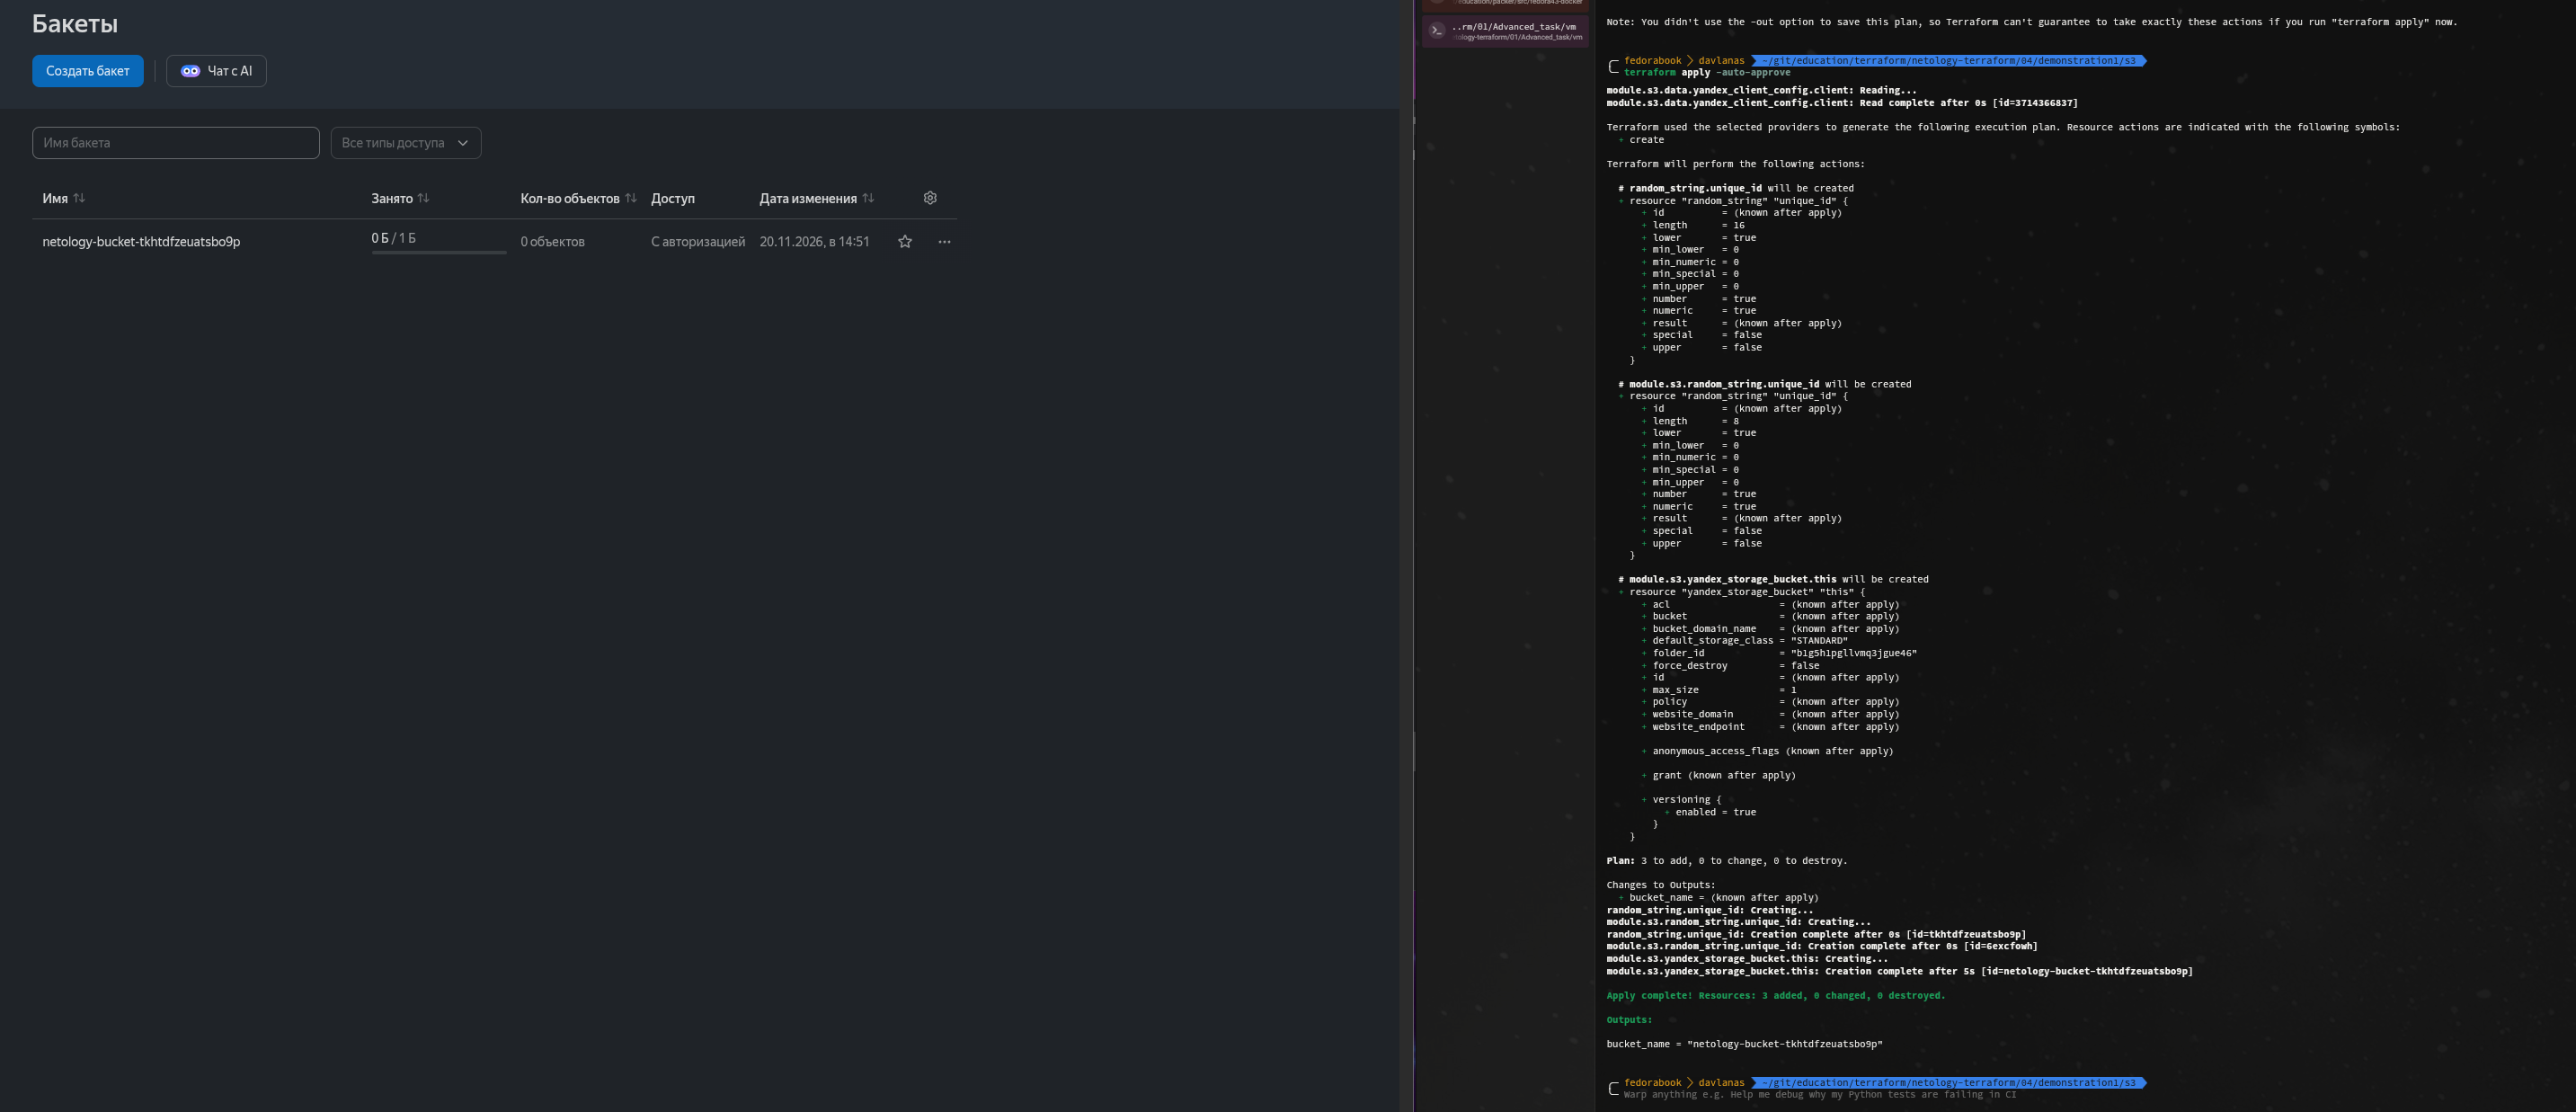 Бакеты
Создать бакет
Чат с AI
Имя бакета
Все типы доступа
Имя Занято Кол-во объектов Доступ Дата изменения
netology-bucket-tkhtdfzeuatsbo9p 0 Б / 1 Б 0 объектов С авторизацией 20.11.2026, в 14:51
..rm/01/Advanced_task/vm
Note: You didn't use the -out option to save this plan, so Terraform can't guarantee to take exactly these actions if you run "terraform apply" now.
fedorabook davlanas ~/git/education/terraform/netology-terraform/04/demonstration1/s3
terraform apply -auto-approve
module.s3.data.yandex_client_config.client: Reading...
module.s3.data.yandex_client_config.client: Read complete after 0s [id=3714366837]
Terraform used the selected providers to generate the following execution plan. Resource actions are indicated with the following symbols:
+ create
Terraform will perform the following actions:
# random_string.unique_id will be created
+ resource "random_string" "unique_id" {
+ id = (known after apply)
+ length = 16
+ lower = true
+ min_lower = 0
+ min_numeric = 0
+ min_special = 0
+ min_upper = 0
+ number = true
+ numeric = true
+ result = (known after apply)
+ special = false
+ upper = false
}
# module.s3.random_string.unique_id will be created
+ resource "random_string" "unique_id" {
+ id = (known after apply)
+ length = 8
+ lower = true
+ min_lower = 0
+ min_numeric = 0
+ min_special = 0
+ min_upper = 0
+ number = true
+ numeric = true
+ result = (known after apply)
+ special = false
+ upper = false
}
# module.s3.yandex_storage_bucket.this will be created
+ resource "yandex_storage_bucket" "this" {
+ acl = (known after apply)
+ bucket = (known after apply)
+ bucket_domain_name = (known after apply)
+ default_storage_class = "STANDARD"
+ folder_id = "b1g5h1pgllvmq3jgue46"
+ force_destroy = false
+ id = (known after apply)
+ max_size = 1
+ policy = (known after apply)
+ website_domain = (known after apply)
+ website_endpoint = (known after apply)
+ anonymous_access_flags (known after apply)
+ grant (known after apply)
+ versioning {
+ enabled = true
}
}
Plan: 3 to add, 0 to change, 0 to destroy.
Changes to Outputs:
+ bucket_name = (known after apply)
random_string.unique_id: Creating...
module.s3.random_string.unique_id: Creating...
random_string.unique_id: Creation complete after 0s [id=tkhtdfzeuatsbo9p]
module.s3.random_string.unique_id: Creation complete after 0s [id=6excfowh]
module.s3.yandex_storage_bucket.this: Creating...
module.s3.yandex_storage_bucket.this: Creation complete after 5s [id=netology-bucket-tkhtdfzeuatsbo9p]
Apply complete! Resources: 3 added, 0 changed, 0 destroyed.
Outputs:
bucket_name = "netology-bucket-tkhtdfzeuatsbo9p"
fedorabook davlanas ~/git/education/terraform/netology-terraform/04/demonstration1/s3
Warp anything e.g. Help me debug why my Python tests are failing in CI